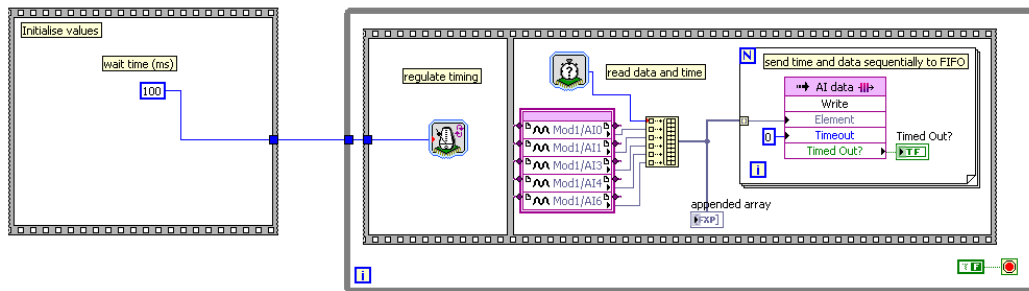 Initialise values
wait time (ms)
100
regulate timing
read data and time
Mod1/AI0
Mod1/AI1
Mod1/AI3
Mod1/AI4
Mod1/AI6
appended array
FXP
N
send time and data sequentially to FIFO
AI data
Write
Element
0
Timeout
Timed Out?
Timed Out?
TF
i
i
F